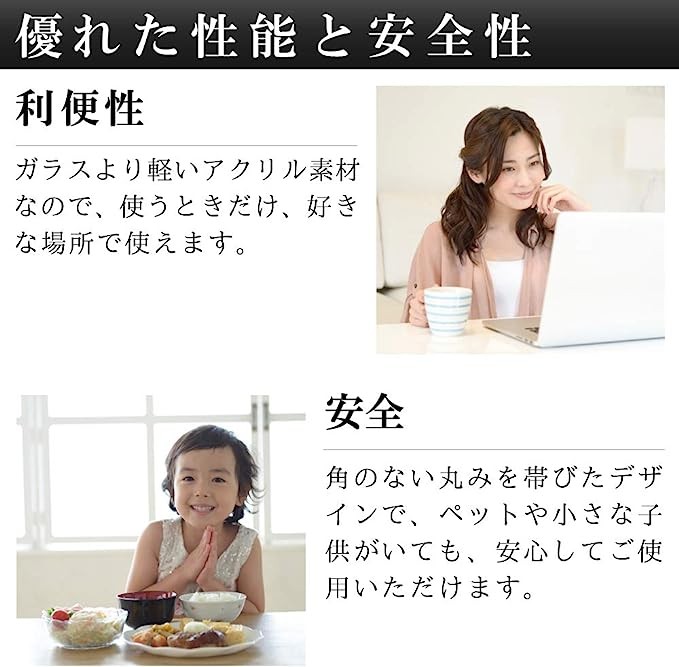 優れた性能と安全性
利便性
ガラスより軽いアクリル素材
なので、使うときだけ、好き
な場所で使えます。
安全
角のない丸みを帯びたデザ
インで、ペットや小さな子
供がいても、安心してご使
用いただけます。